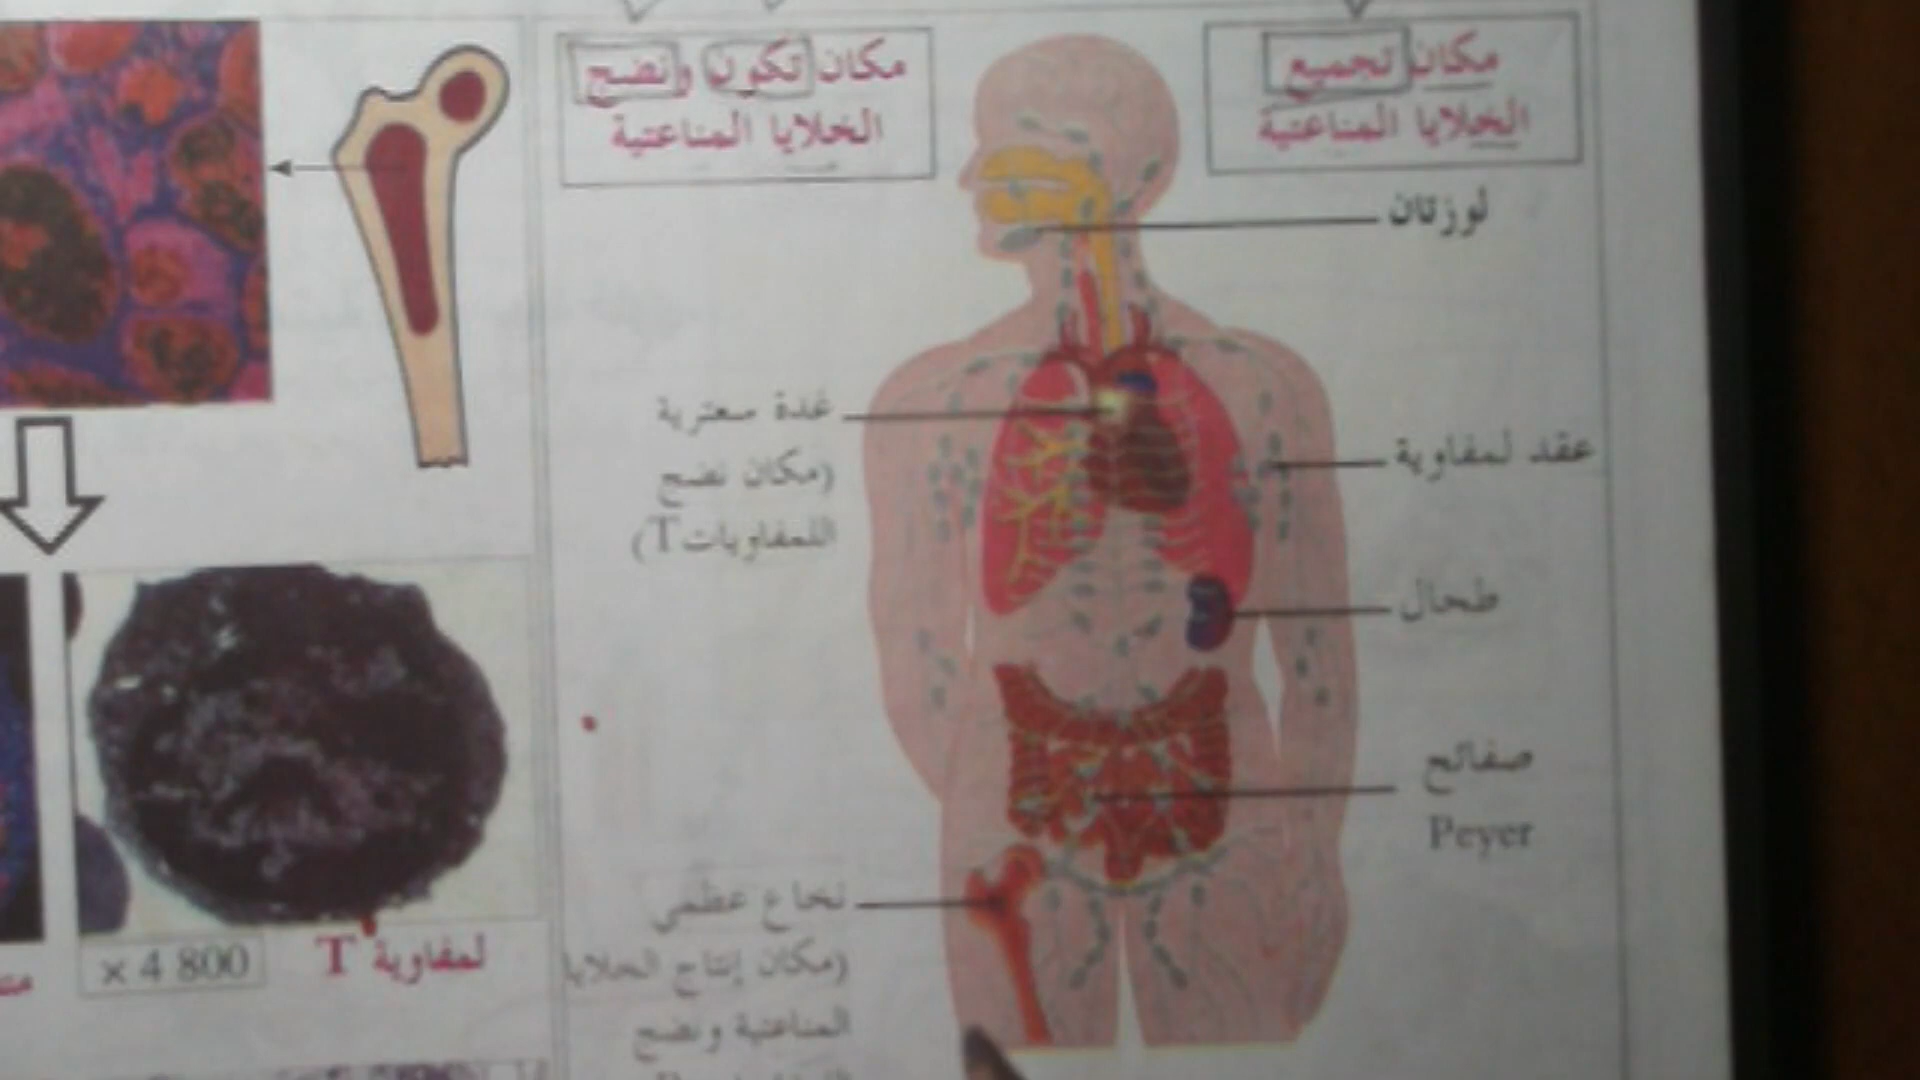 مكان تجميع
الخلايا المناعتية
مكان تكون ونضج
الخلايا المناعتية
لوزتان
غدة سعترية
(مكان نضج
اللمفاويات T)
عقد لمفاوية
طحال
صفائح
Peyer
نخاع عظمي
(مكان إنتاج الخلايا
المناعتية ونضج
لمفاوية T
x 4 800